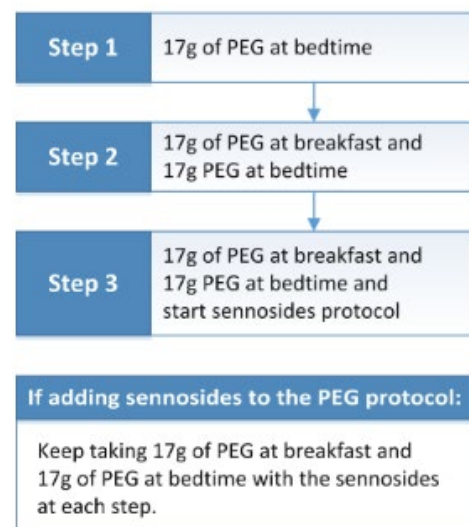 Step 1
17g of PEG at bedtime
Step 2
17g of PEG at breakfast and
17g PEG at bedtime
Step 3
17g of PEG at breakfast and
17g PEG at bedtime and
start sennosides protocol
If adding sennosides to the PEG protocol:
Keep taking 17g of PEG at breakfast and
17g of PEG at bedtime with the sennosides
at each step.